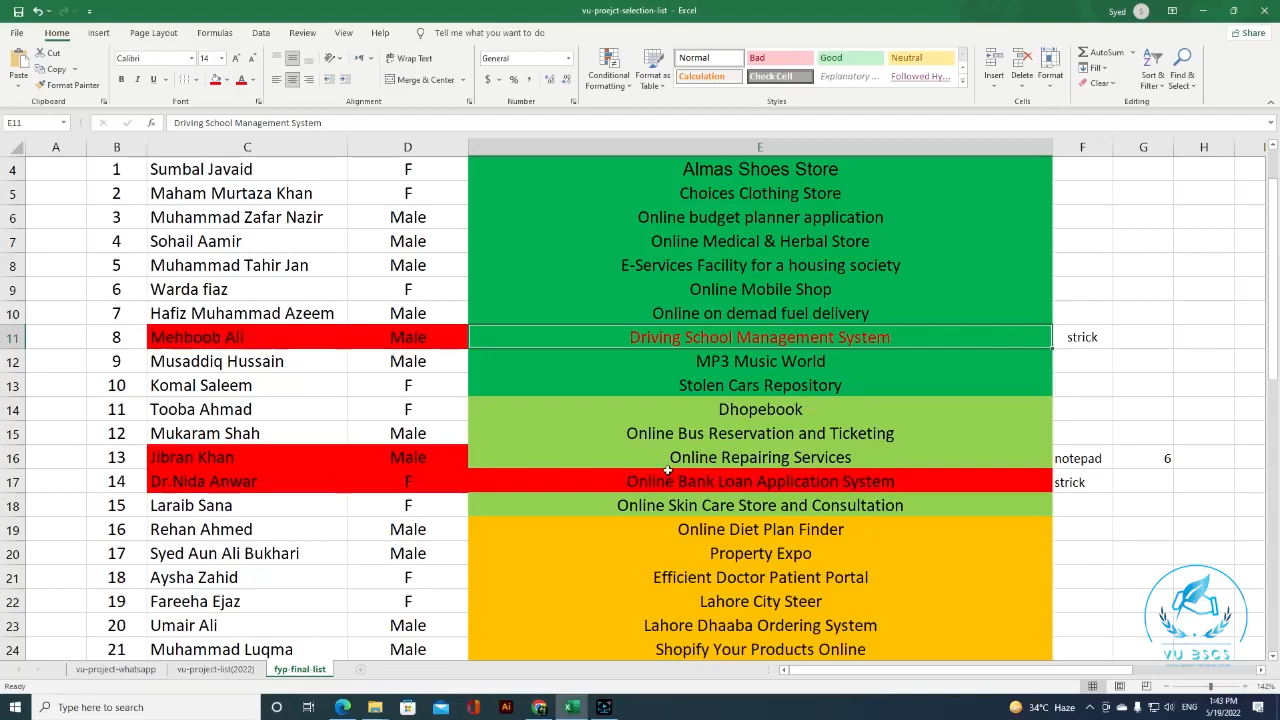 vu-proejct-selection-list - Excel
Syed
S
File Home Insert Page Layout Formulas Data Review View Help Tell me what you want to do
Share
Paste
Cut
Copy
Format Painter
Clipboard
Calibri 14
B I U
Font
Wrap Text
Merge & Center
Alignment
General
$ % ,
Number
Conditional Formatting
Format as Table
Normal Bad Good Neutral
Calculation Check Cell Explanatory ... Followed Hy...
Styles
Insert Delete Format
Cells
AutoSum
Fill
Clear
Sort & Filter
Find & Select
Editing
E11 fx Driving School Management System
A B C D E F G H I
4 1 Sumbal Javaid F Almas Shoes Store
5 2 Maham Murtaza Khan F Choices Clothing Store
6 3 Muhammad Zafar Nazir Male Online budget planner application
7 4 Sohail Aamir Male Online Medical & Herbal Store
8 5 Muhammad Tahir Jan Male E-Services Facility for a housing society
9 6 Warda fiaz F Online Mobile Shop
10 7 Hafiz Muhammad Azeem Male Online on demad fuel delivery
11 8 Mehboob Ali Male Driving School Management System strick
12 9 Musaddiq Hussain Male MP3 Music World
13 10 Komal Saleem F Stolen Cars Repository
14 11 Tooba Ahmad F Dhopebook
15 12 Mukaram Shah Male Online Bus Reservation and Ticketing
16 13 Jibran Khan Male Online Repairing Services notepad 6
17 14 Dr.Nida Anwar F Online Bank Loan Application System strick
18 15 Laraib Sana F Online Skin Care Store and Consultation
19 16 Rehan Ahmed Male Online Diet Plan Finder
20 17 Syed Aun Ali Bukhari Male Property Expo
21 18 Aysha Zahid F Efficient Doctor Patient Portal
22 19 Fareeha Ejaz F Lahore City Steer
23 20 Umair Ali Male Lahore Dhaaba Ordering System
24 21 Muhammad Luqma Male Shopify Your Products Online
VU BSCS
vu-project-whatsapp vu-project-list(2022) fyp-final-list
Ready
142%
Type here to search
Ai
34°C Haze
1:43 PM
5/19/2022